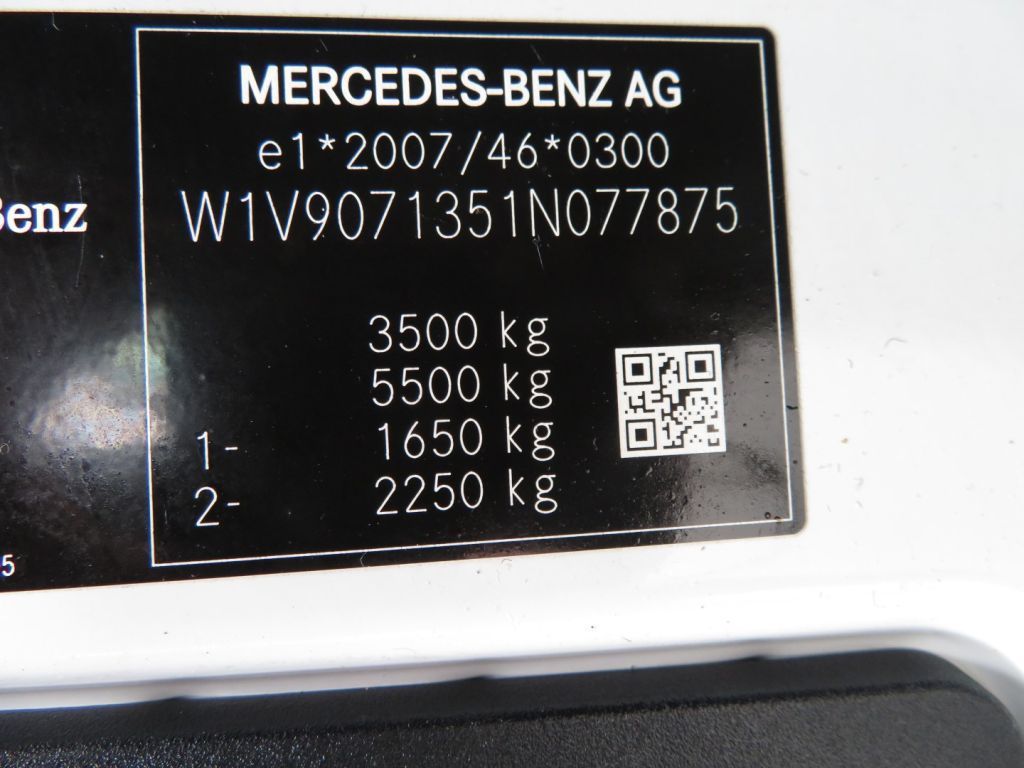 MERCEDES-BENZ AG
e1*2007/46*0300
W1V9071351N077875
Benz
3500 kg
5500 kg
1- 1650 kg
2- 2250 kg
5